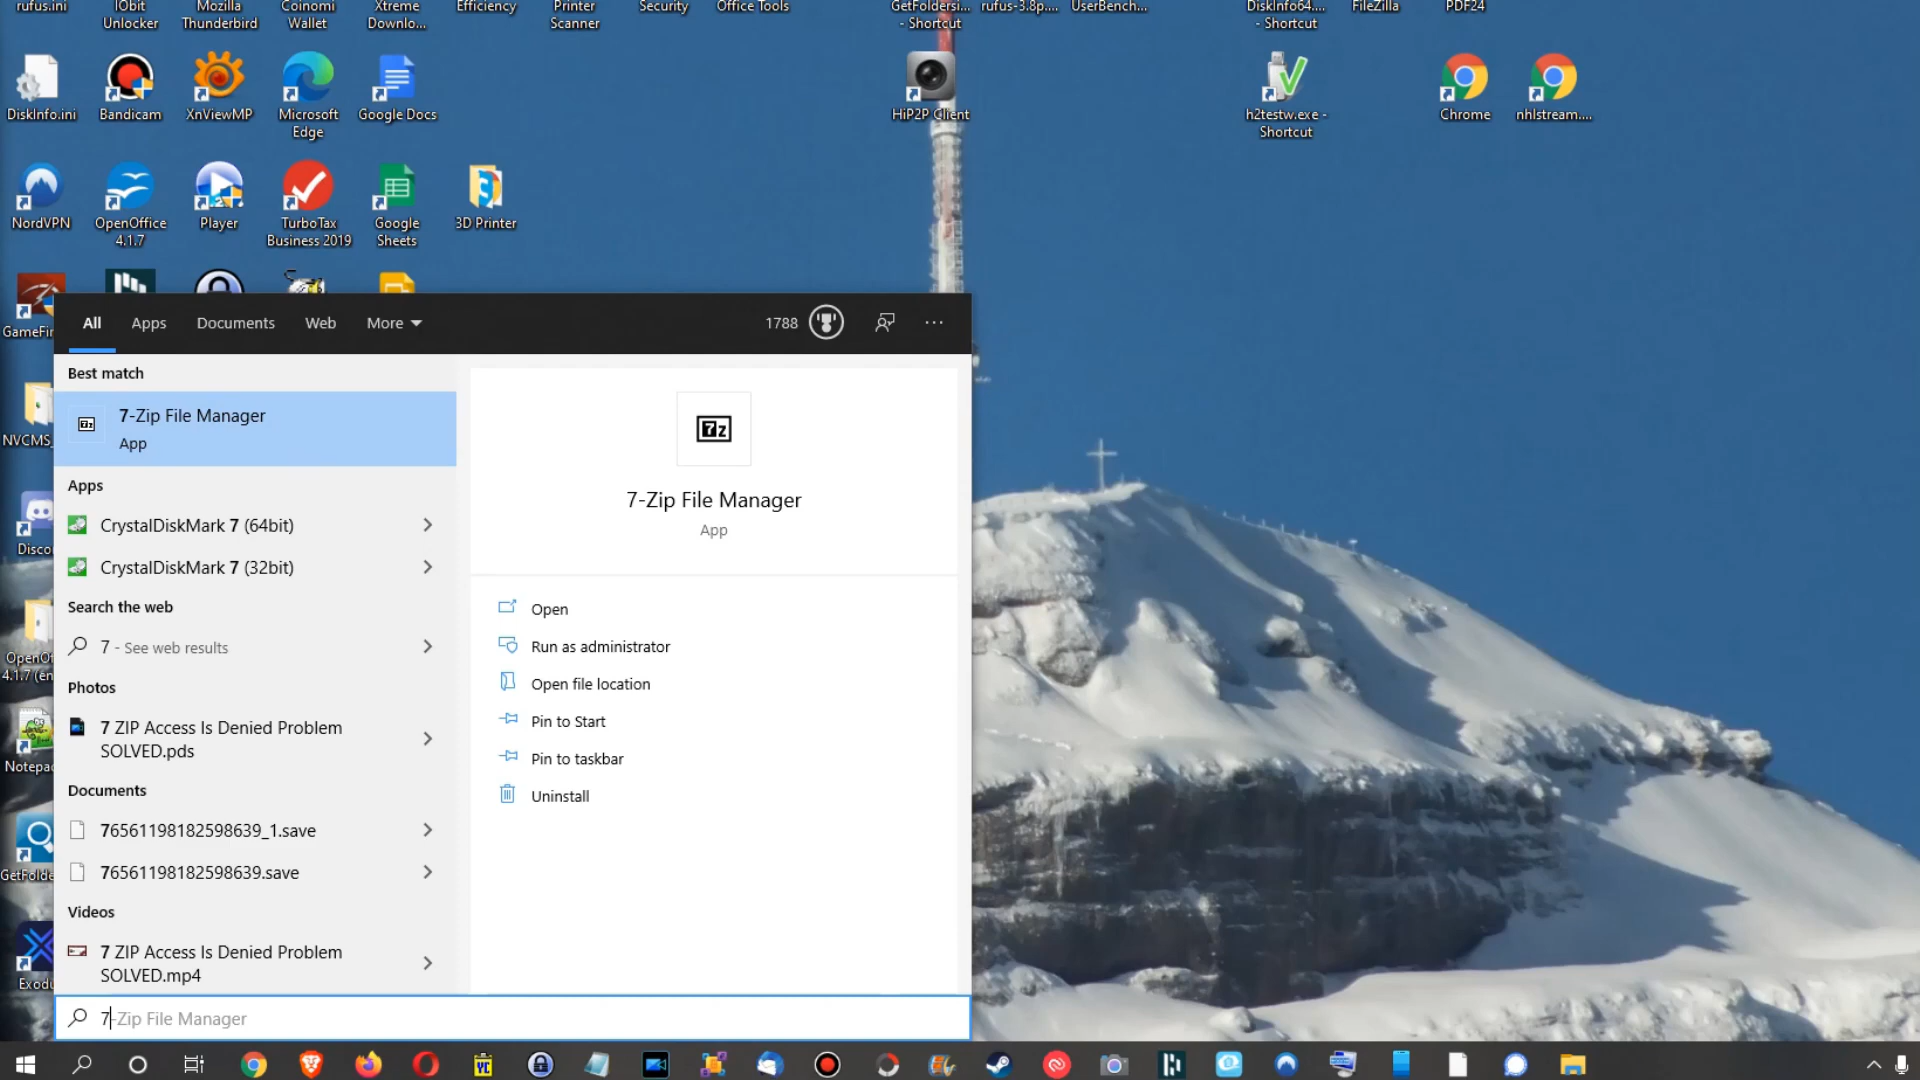 rufus.ini
IObit
Unlocker
Mozilla
Thunderbird
Coinomi
Wallet
Xtreme
Downlo...
Efficiency
Printer
Scanner
Security
Office Tools
GetFoldersi...
- Shortcut
rufus-3.8p....
UserBench...
DiskInfo64....
- Shortcut
FileZilla
PDF24
DiskInfo.ini
Bandicam
XnViewMP
Microsoft
Edge
Google Docs
HiP2P Client
h2testw.exe -
Shortcut
Chrome
nhlstream....
NordVPN
OpenOffice
4.1.7
Player
TurboTax
Business 2019
Google
Sheets
3D Printer
GameFir
NVCMS_
Disco
OpenOf
4.1.7 (en
Notepad
GetFolde
Exodu
All
Apps
Documents
Web
More
1788
Best match
7-Zip File Manager
App
Apps
CrystalDiskMark 7 (64bit)
CrystalDiskMark 7 (32bit)
Search the web
7 - See web results
Photos
7 ZIP Access Is Denied Problem
SOLVED.pds
Documents
76561198182598639_1.save
76561198182598639.save
Videos
7 ZIP Access Is Denied Problem
SOLVED.mp4
7z
7-Zip File Manager
App
Open
Run as administrator
Open file location
Pin to Start
Pin to taskbar
Uninstall
7-Zip File Manager